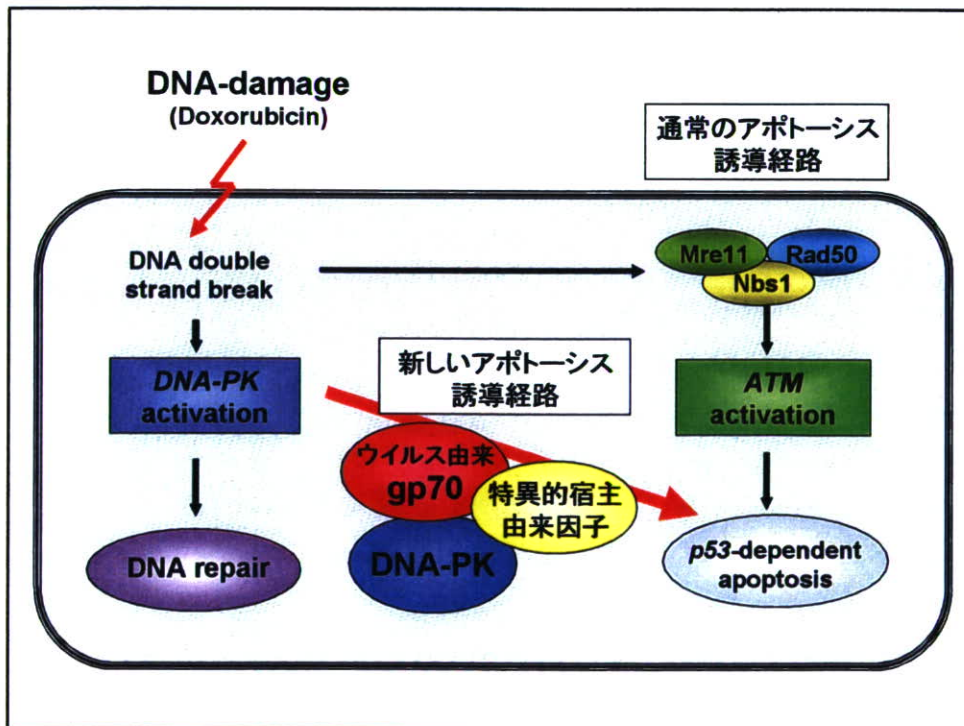 DNA-damage
(Doxorubicin)
通常のアポトーシス
誘導経路
DNA double
strand break
Mre11
Rad50
Nbs1
DNA-PK
activation
新しいアポトーシス
誘導経路
ATM
activation
ウイルス由来
gp70
特異的宿主
由来因子
DNA-PK
DNA repair
p53-dependent
apoptosis